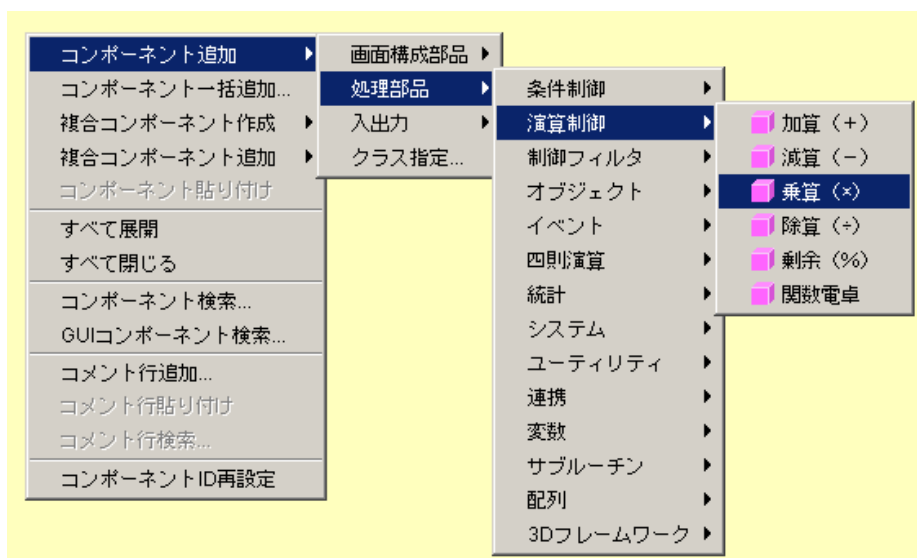 コンポーネント追加
コンポーネント一括追加...
複合コンポーネント作成
複合コンポーネント追加
コンポーネント貼り付け
すべて展開
すべて閉じる
コンポーネント検索...
GUIコンポーネント検索...
コメント行追加...
コメント行貼り付け
コメント行検索...
コンポーネントID再設定
画面構成部品
処理部品
入出力
クラス指定...
条件制御
演算制御
制御フィルタ
オブジェクト
イベント
四則演算
統計
システム
ユーティリティ
連携
変数
サブルーチン
配列
3Dフレームワーク
加算（+）
減算（-）
乗算（×）
除算（÷）
剰余（%）
関数電卓